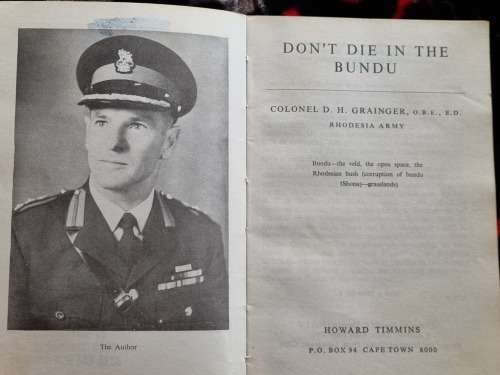 The Author
DON'T DIE IN THE
BUNDU
COLONEL D. H. GRAINGER, O.B.E., E.D.
RHODESIA ARMY
Bundu—the veld, the open space, the
Rhodesian bush (corruption of bundu
(Shona)—grasslands)
HOWARD TIMMINS
P.O. BOX 94 CAPE TOWN 8000